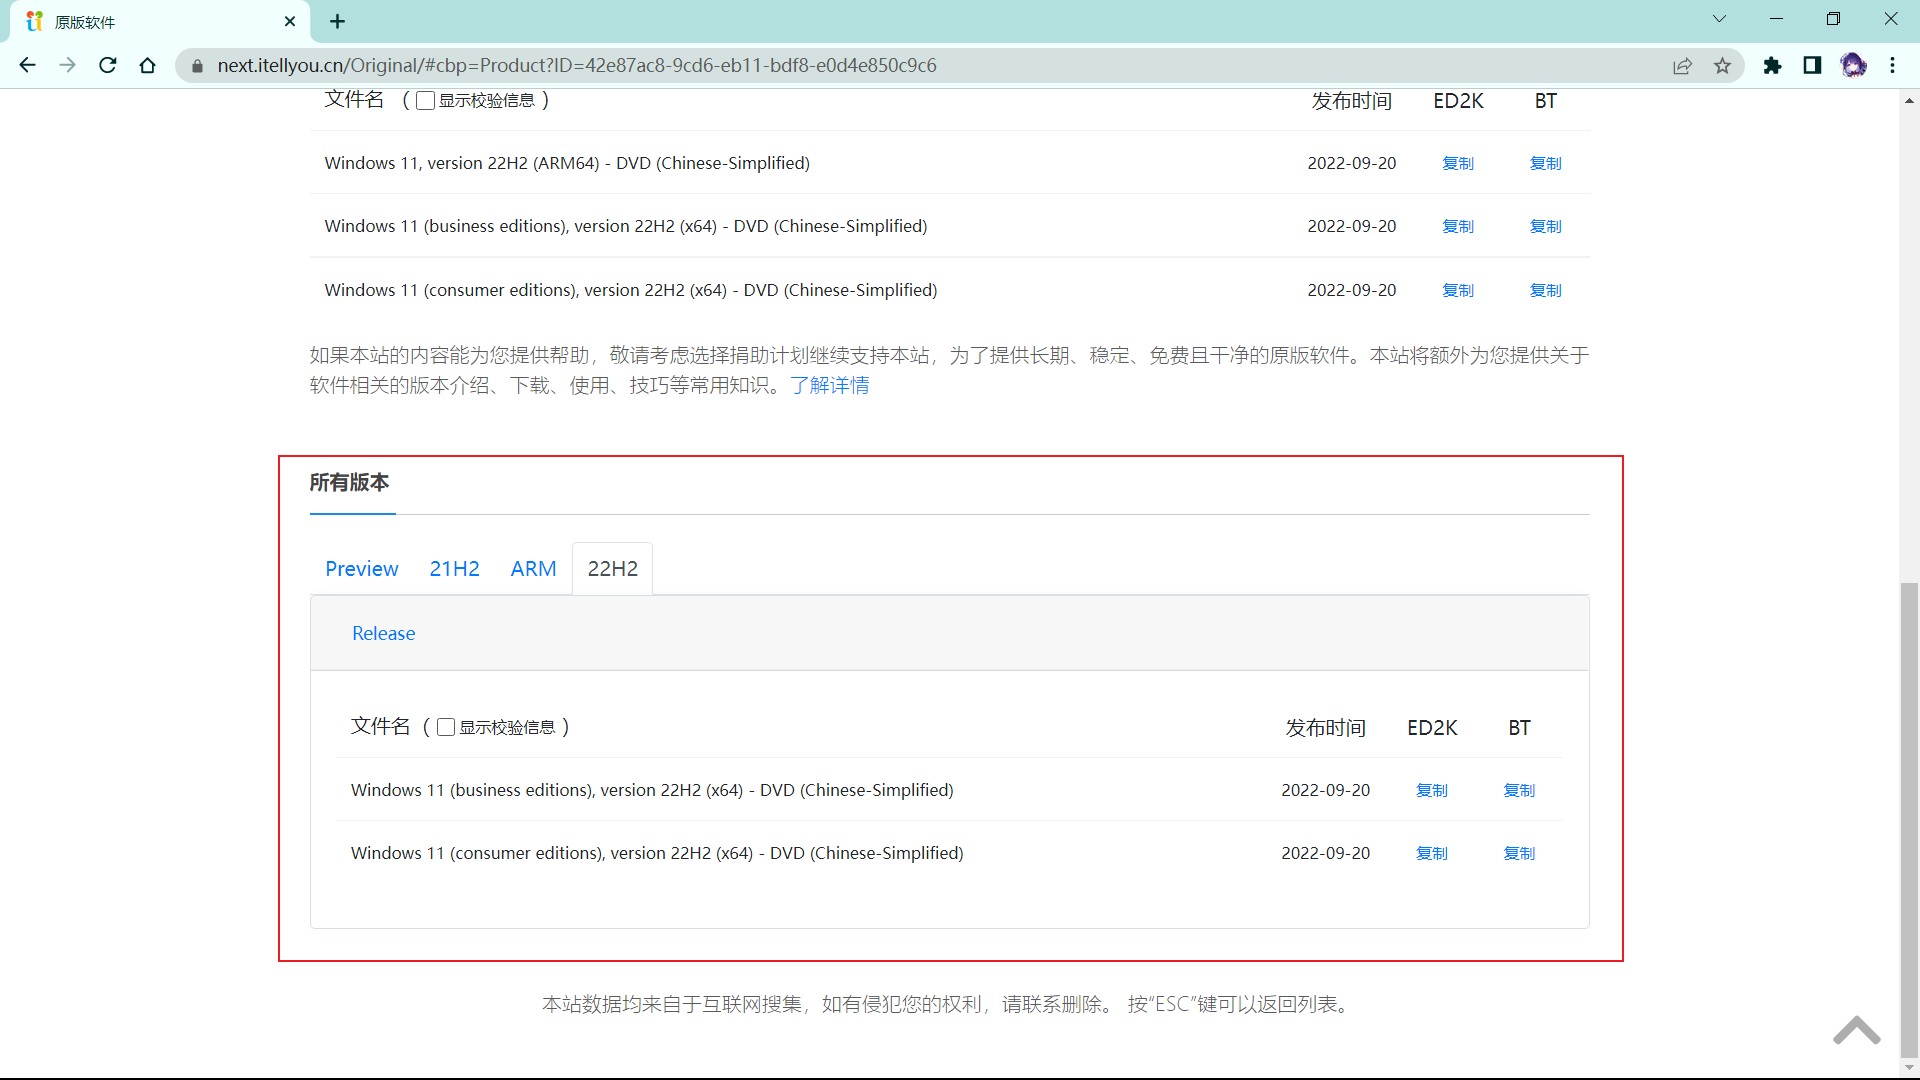 原版软件
next.itellyou.cn/Original/#cbp=Product?ID=42e87ac8-9cd6-eb11-bdf8-e0d4e850c9c6
文件名 （ 显示校验信息 ） 发布时间 ED2K BT
Windows 11, version 22H2 (ARM64) - DVD (Chinese-Simplified) 2022-09-20 复制 复制
Windows 11 (business editions), version 22H2 (x64) - DVD (Chinese-Simplified) 2022-09-20 复制 复制
Windows 11 (consumer editions), version 22H2 (x64) - DVD (Chinese-Simplified) 2022-09-20 复制 复制
如果本站的内容能为您提供帮助，敬请考虑选择捐助计划继续支持本站，为了提供长期、稳定、免费且干净的原版软件。本站将额外为您提供关于
软件相关的版本介绍、下载、使用、技巧等常用知识。了解详情
所有版本
Preview 21H2 ARM 22H2
Release
文件名 （ 显示校验信息 ） 发布时间 ED2K BT
Windows 11 (business editions), version 22H2 (x64) - DVD (Chinese-Simplified) 2022-09-20 复制 复制
Windows 11 (consumer editions), version 22H2 (x64) - DVD (Chinese-Simplified) 2022-09-20 复制 复制
本站数据均来自于互联网搜集，如有侵犯您的权利，请联系删除。 按“ESC”键可以返回列表。